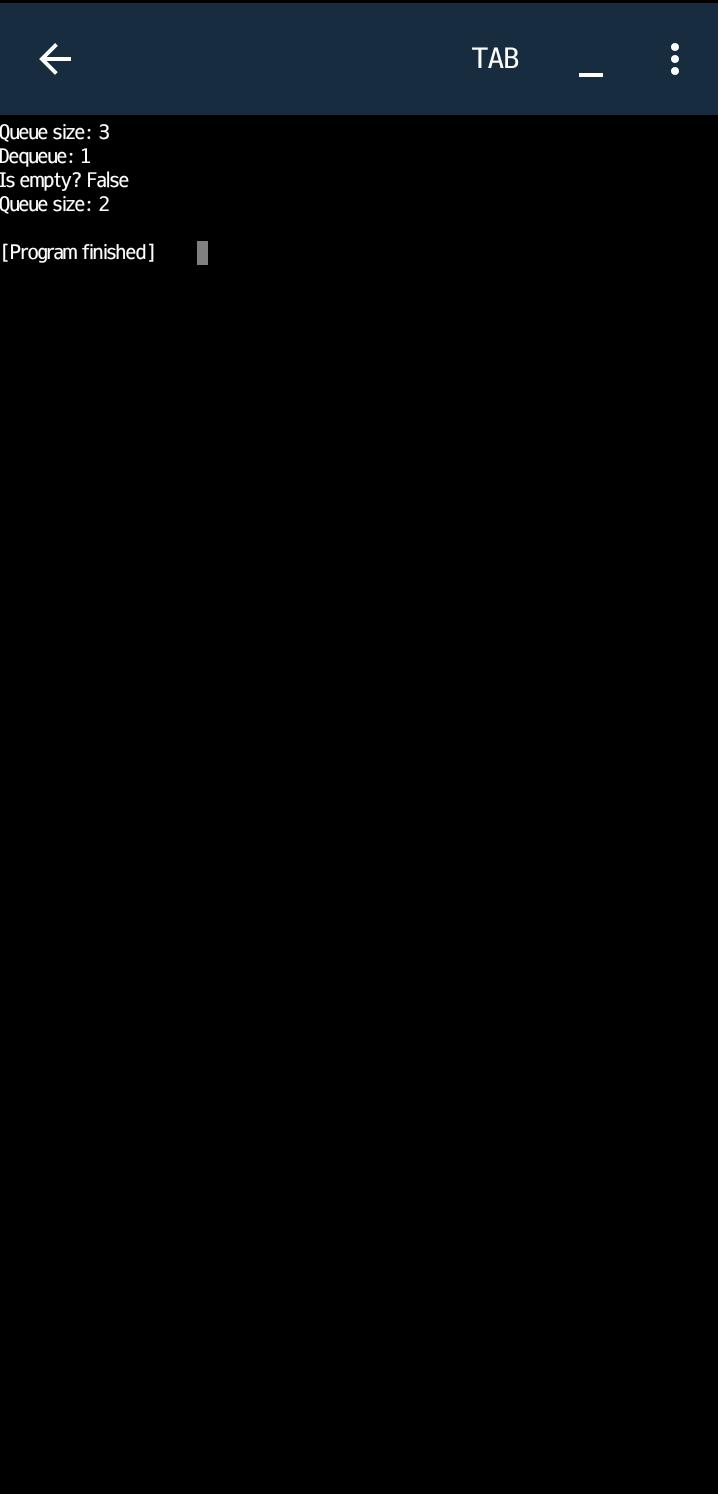 TAB
Queue size: 3
Dequeue: 1
Is empty? False
Queue size: 2
[Program finished]